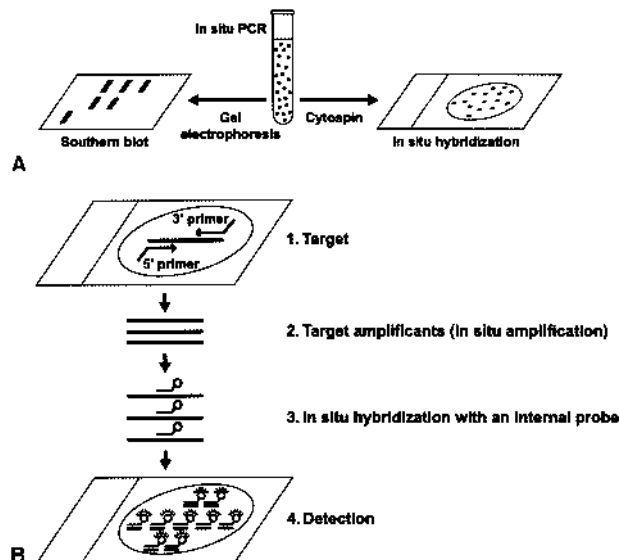 In situ PCR
Gel
electrophoresis
Cytospin
Southern blot
In situ hybridization
A
3' primer
5' primer
1. Target
2. Target amplificants (in situ amplification)
3. In situ hybridization with an internal probe
4. Detection
B